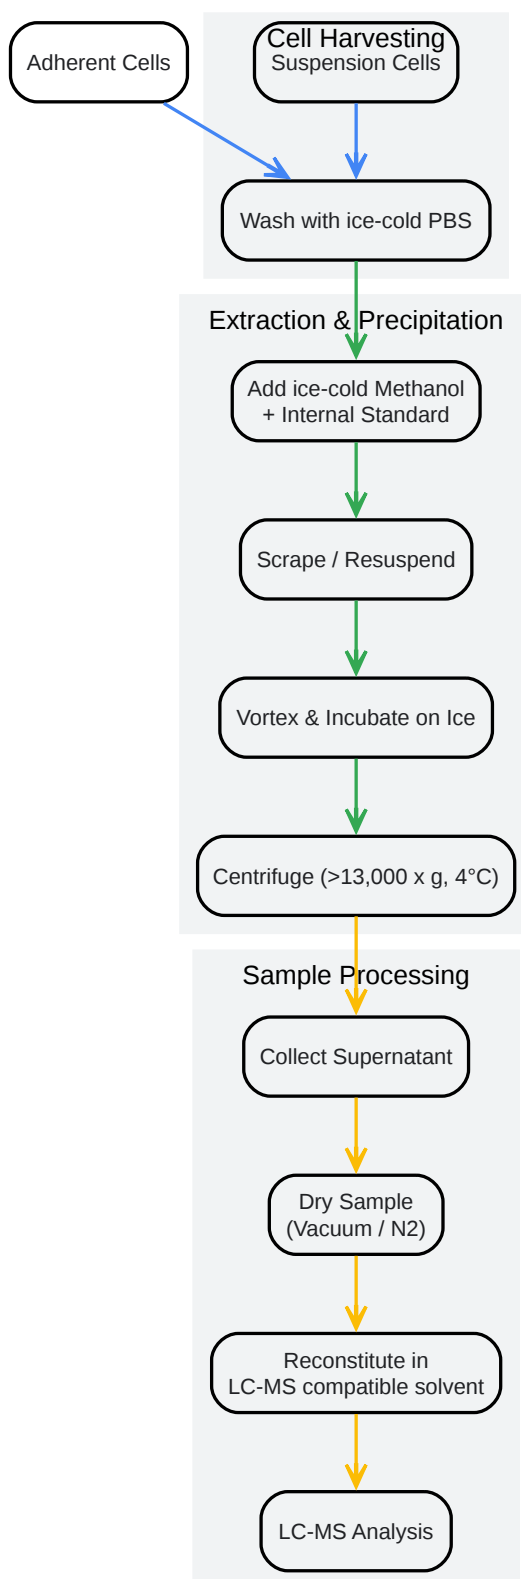 Cell Harvesting
Adherent Cells
Suspension Cells
Wash with ice-cold PBS
Extraction & Precipitation
Add ice-cold Methanol
+ Internal Standard
Scrape / Resuspend
Vortex & Incubate on Ice
Centrifuge (>13,000 x g, 4°C)
Sample Processing
Collect Supernatant
Dry Sample
(Vacuum / N2)
Reconstitute in
LC-MS compatible solvent
LC-MS Analysis